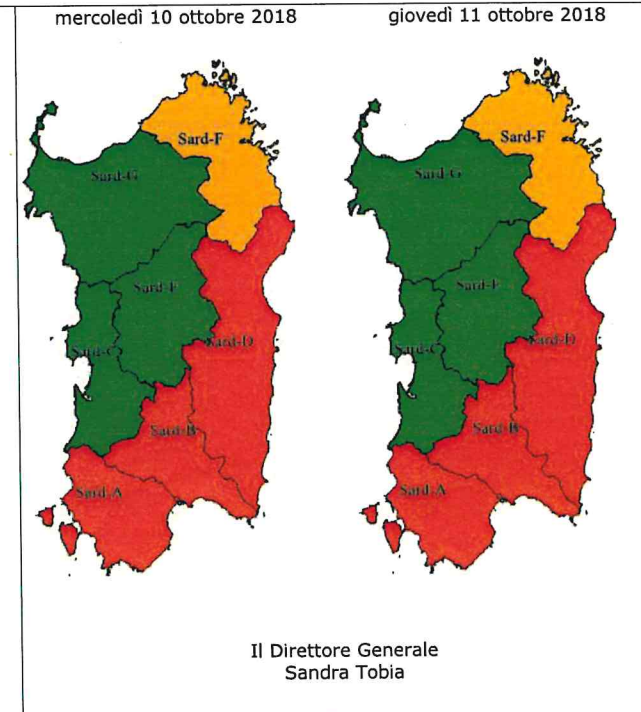 mercoledì 10 ottobre 2018
giovedì 11 ottobre 2018
Sard-F
Sard-G
Sard-E
Sard-C
Sard-D
Sard-B
Sard-A
Sard-F
Sard-G
Sard-E
Sard-C
Sard-D
Sard-B
Sard-A
Il Direttore Generale
Sandra Tobia